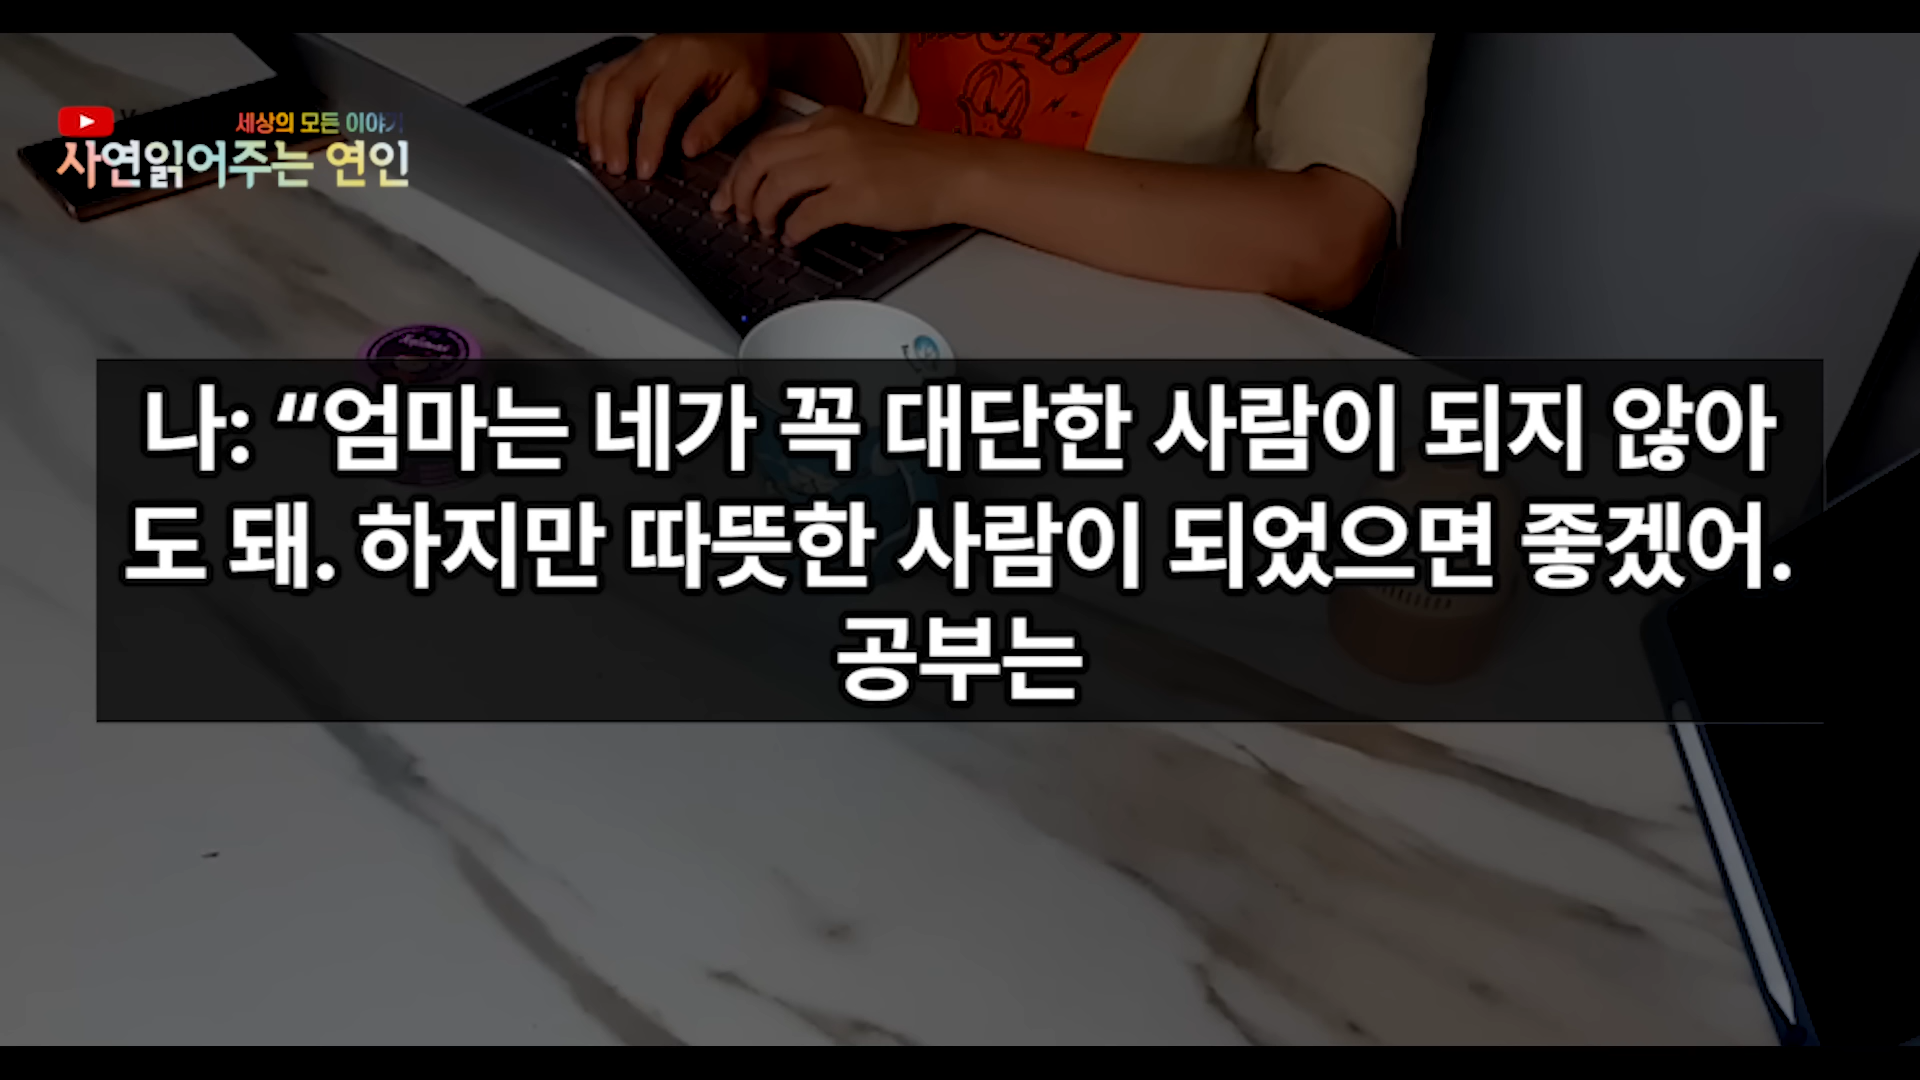 세상의 모든 이야기
사연읽어주는 연인
나: “엄마는 네가 꼭 대단한 사람이 되지 않아
도 돼. 하지만 따뜻한 사람이 되었으면 좋겠어.
공부는